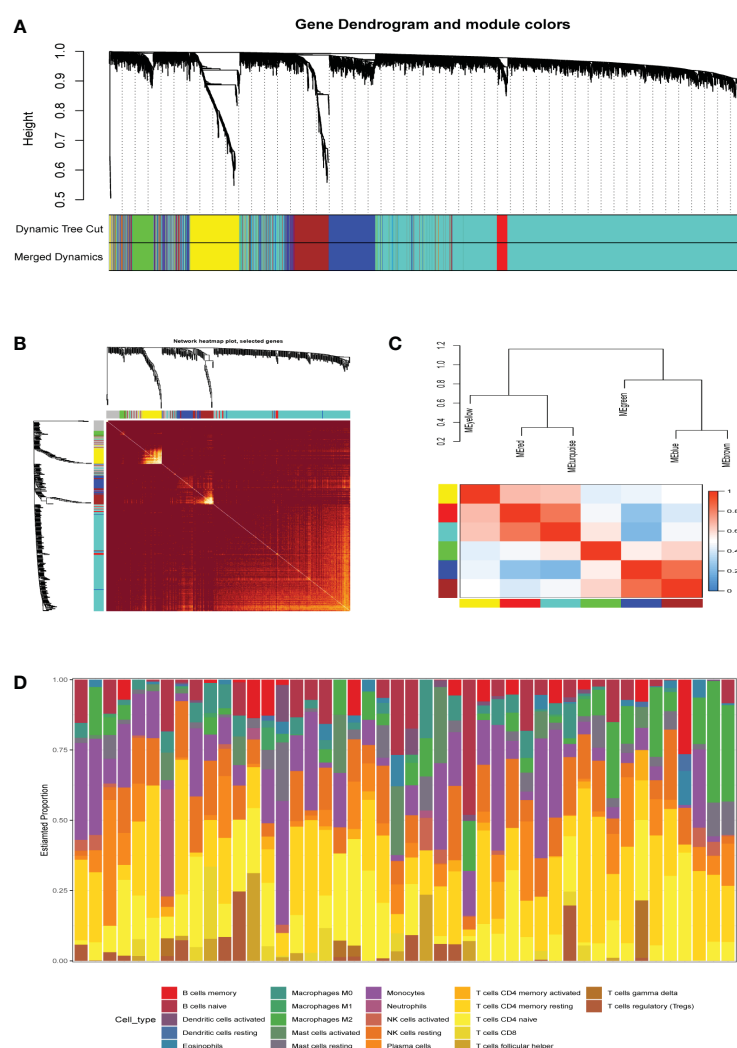 A
Gene Dendrogram and module colors
Height
1.0
0.9
0.8
0.7
0.6
0.5
Dynamic Tree Cut
Merged Dynamics
B
Network heatmap plot, selected genes
C
1.2
1.0
0.8
0.6
0.4
0.2
MEyellow
MEred
MEturquoise
MEgreen
MEblue
MEbrown
1
0.8
0.6
0.4
0.2
0
D
Estiamted Proportion
1.00
0.75
0.50
0.25
0.00
Cell_type
B cells memory
B cells naive
Dendritic cells activated
Dendritic cells resting
Eosinophils
Macrophages M0
Macrophages M1
Macrophages M2
Mast cells activated
Mast cells resting
Monocytes
Neutrophils
NK cells activated
NK cells resting
Plasma cells
T cells CD4 memory activated
T cells CD4 memory resting
T cells CD4 naive
T cells CD8
T cells follicular helper
T cells gamma delta
T cells regulatory (Tregs)